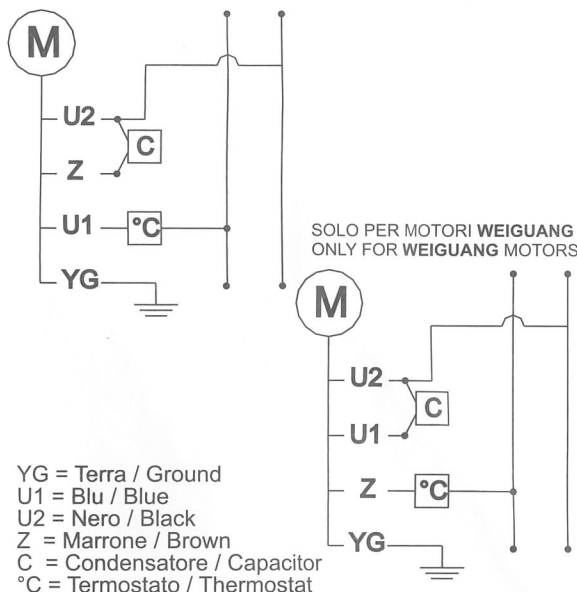 M
U2
C
Z
U1
°C
YG
SOLO PER MOTORI WEIGUANG
ONLY FOR WEIGUANG MOTORS
M
U2
C
U1
Z
°C
YG
YG = Terra / Ground
U1 = Blu / Blue
U2 = Nero / Black
Z = Marrone / Brown
C = Condensatore / Capacitor
°C = Termostato / Thermostat